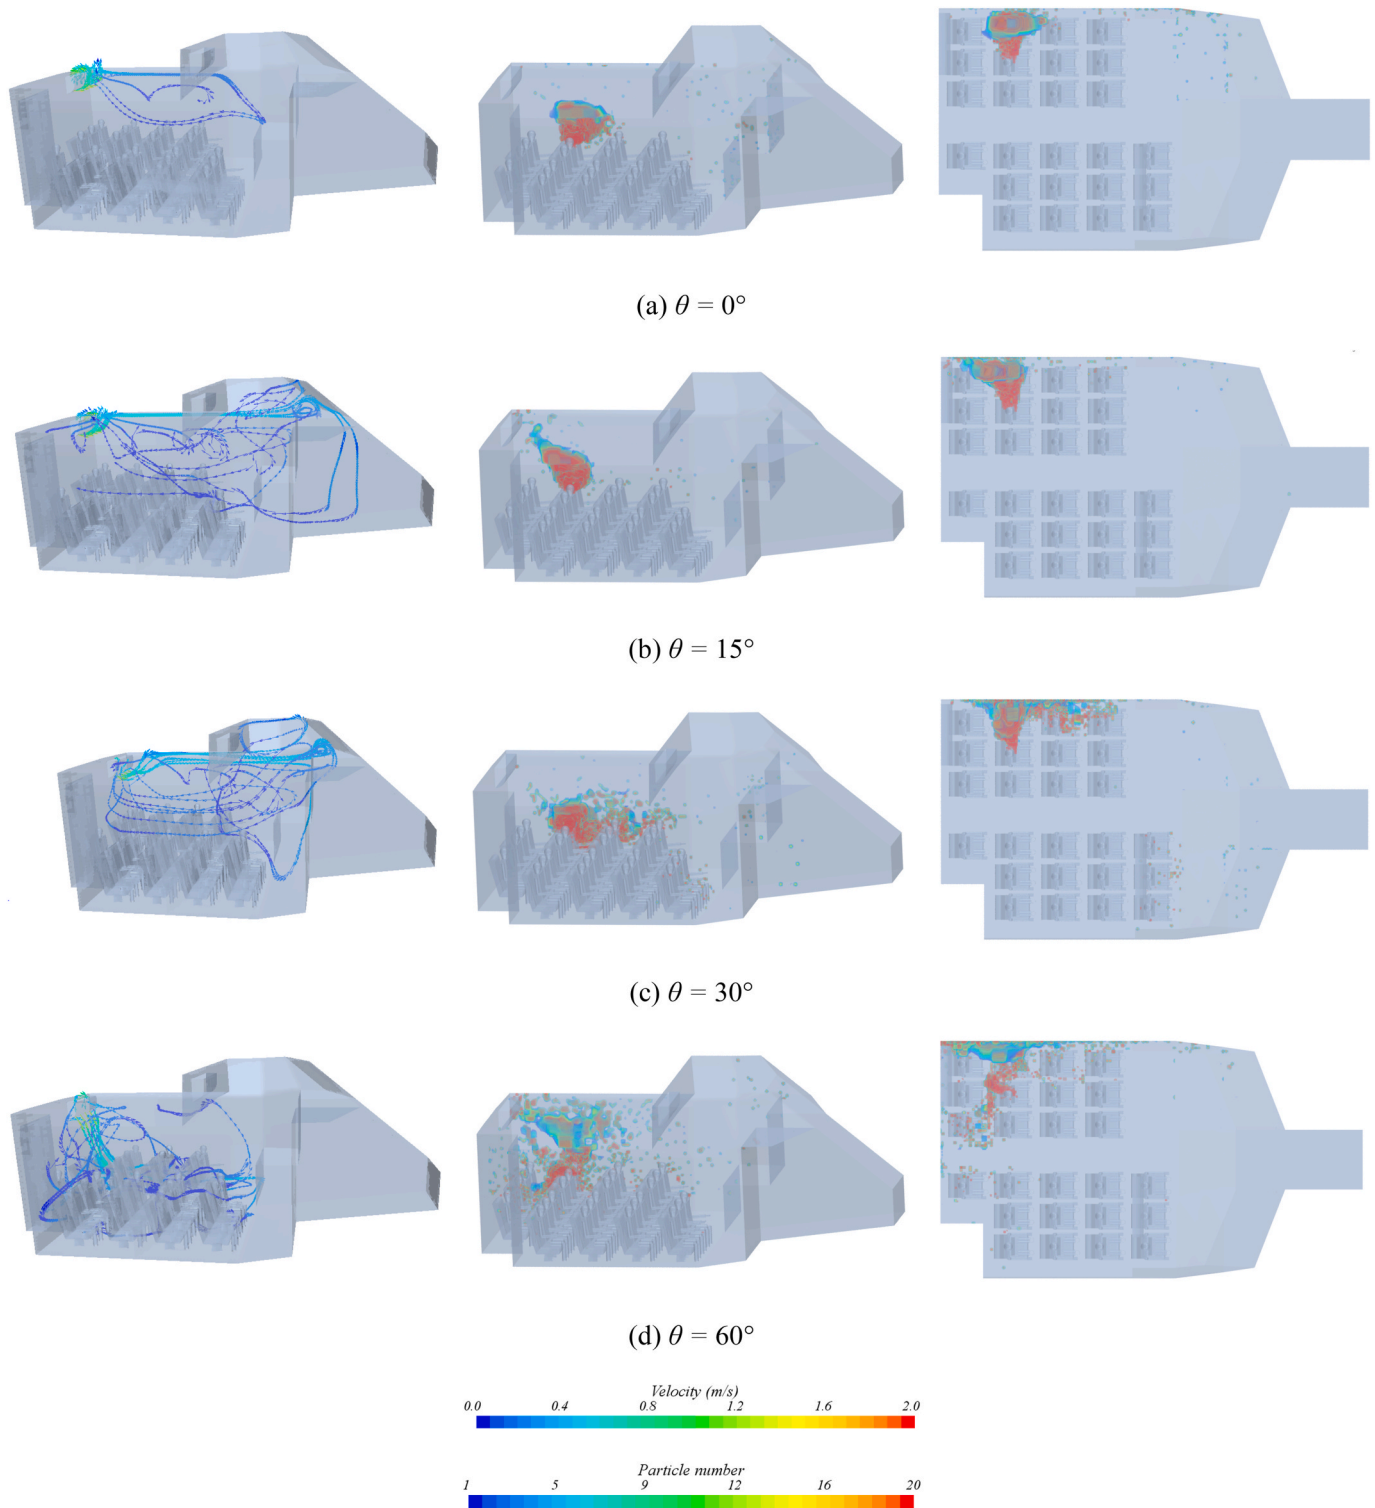 (a) θ = 0°
(b) θ = 15°
(c) θ = 30°
(d) θ = 60°
Velocity (m/s)
0.0 0.4 0.8 1.2 1.6 2.0
Particle number
1 5 9 12 16 20